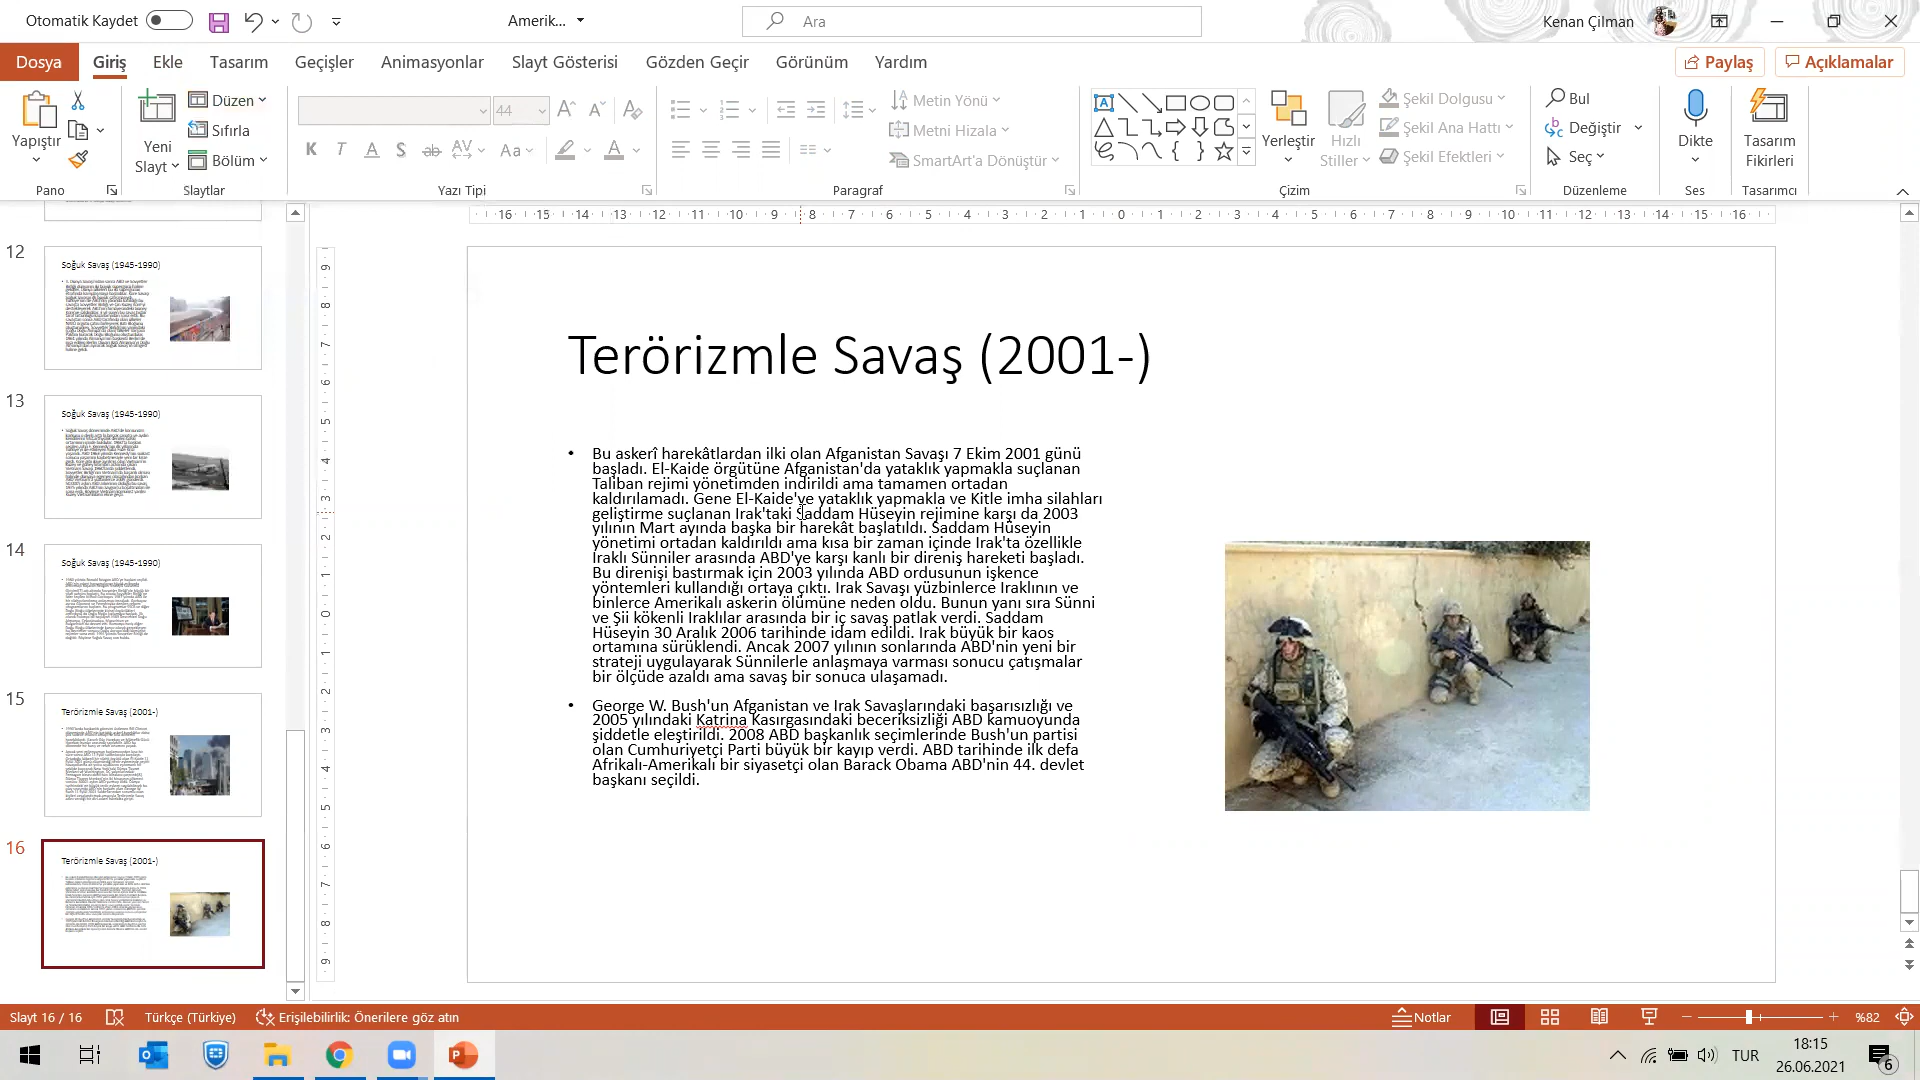 Otomatik Kaydet
Amerik...
Ara
Kenan Çilman
Dosya
Giriş
Ekle
Tasarım
Geçişler
Animasyonlar
Slayt Gösterisi
Gözden Geçir
Görünüm
Yardım
Paylaş
Açıklamalar
Yapıştır
Yeni
Slayt
Düzen
Sıfırla
Bölüm
44
Metin Yönü
Metni Hizala
SmartArt'a Dönüştür
Yerleştir
Hızlı
Stiller
Şekil Dolgusu
Şekil Ana Hattı
Şekil Efektleri
Bul
Değiştir
Seç
Dikte
Tasarım
Fikirleri
Pano
Slaytlar
Yazı Tipi
Paragraf
Çizim
Düzenleme
Ses
Tasarımcı
12
Soğuk Savaş (1945-1990)
13
Soğuk Savaş (1945-1990)
14
Soğuk Savaş (1945-1990)
15
Terörizmle Savaş (2001-)
16
Terörizmle Savaş (2001-)
Terörizmle Savaş (2001-)
• Bu askerî harekâtlardan ilki olan Afganistan Savaşı 7 Ekim 2001 günü
başladı. El-Kaide örgütüne Afganistan'da yataklık yapmakla suçlanan
Taliban rejimi yönetimden indirildi ama tamamen ortadan
kaldırılamadı. Gene El-Kaide'ye yataklık yapmakla ve Kitle imha silahları
geliştirme suçlanan Irak'taki Saddam Hüseyin rejimine karşı da 2003
yılının Mart ayında başka bir harekât başlatıldı. Saddam Hüseyin
yönetimi ortadan kaldırıldı ama kısa bir zaman içinde Irak'ta özellikle
Iraklı Sünniler arasında ABD'ye karşı kanlı bir direniş hareketi başladı.
Bu direnişi bastırmak için 2003 yılında ABD ordusunun işkence
yöntemleri kullandığı ortaya çıktı. Irak Savaşı yüzbinlerce Iraklının ve
binlerce Amerikalı askerin ölümüne neden oldu. Bunun yanı sıra Sünni
ve Şii kökenli Iraklılar arasında bir iç savaş patlak verdi. Saddam
Hüseyin 30 Aralık 2006 tarihinde idam edildi. Irak büyük bir kaos
ortamına sürüklendi. Ancak 2007 yılının sonlarında ABD'nin yeni bir
strateji uygulayarak Sünnilerle anlaşmaya varması sonucu çatışmalar
bir ölçüde azaldı ama savaş bir sonuca ulaşamadı.
• George W. Bush'un Afganistan ve Irak Savaşlarındaki başarısızlığı ve
2005 yılındaki Katrina Kasırgasındaki beceriksizliği ABD kamuoyunda
şiddetle eleştirildi. 2008 ABD başkanlık seçimlerinde Bush'un partisi
olan Cumhuriyetçi Parti büyük bir kayıp verdi. ABD tarihinde ilk defa
Afrikalı-Amerikalı bir siyasetçi olan Barack Obama ABD'nin 44. devlet
başkanı seçildi.
Slayt 16 / 16
Türkçe (Türkiye)
Erişilebilirlik: Önerilere göz atın
Notlar
%82
TUR
18:15
26.06.2021
6